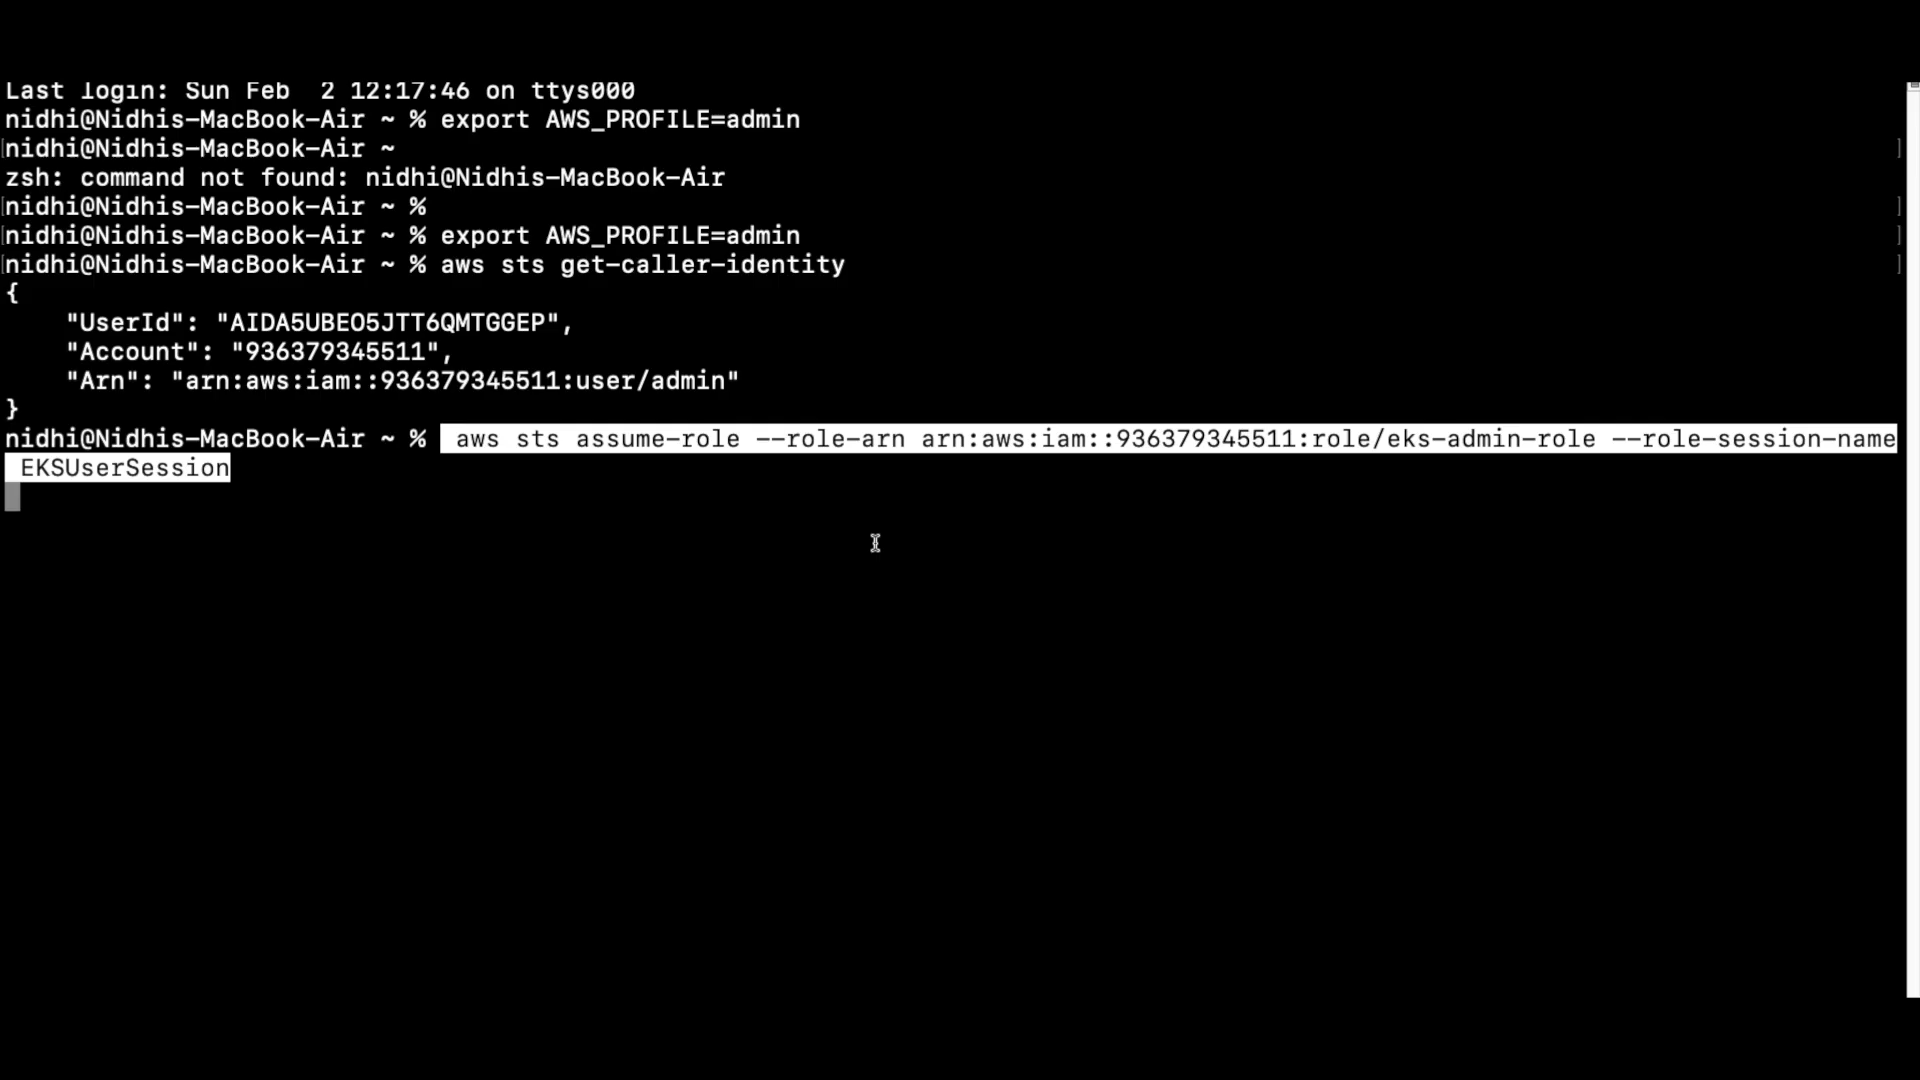 Last login: Sun Feb  2 12:17:46 on ttys000
nidhi@Nidhis-MacBook-Air ~ % export AWS_PROFILE=admin
[nidhi@Nidhis-MacBook-Air ~ ]
zsh: command not found: nidhi@Nidhis-MacBook-Air
[nidhi@Nidhis-MacBook-Air ~ % ]
[nidhi@Nidhis-MacBook-Air ~ % export AWS_PROFILE=admin ]
[nidhi@Nidhis-MacBook-Air ~ % aws sts get-caller-identity ]
{
    "UserId": "AIDA5UBEO5JTT6QMTGGEP",
    "Account": "936379345511",
    "Arn": "arn:aws:iam::936379345511:user/admin"
}
nidhi@Nidhis-MacBook-Air ~ %  aws sts assume-role --role-arn arn:aws:iam::936379345511:role/eks-admin-role --role-session-name
 EKSUserSession